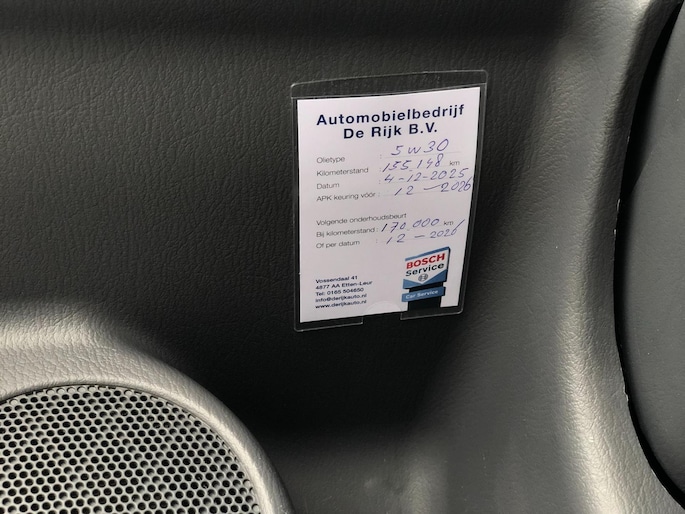 Automobielbedrijf
De Rijk B.V.
Olietype : 5W30
Kilometerstand : 155.148 km
Datum : 4-12-2025
APK keuring vóór : 12 - 2026
Volgende onderhoudsbeurt
Bij kilometerstand : 170.000 km
Of per datum : 12 - 2026
Vossendaal 41
4877 AA Etten-Leur
Tel: 0165 504650
info@derijkauto.nl
www.derijkauto.nl
BOSCH
Service
Car Service